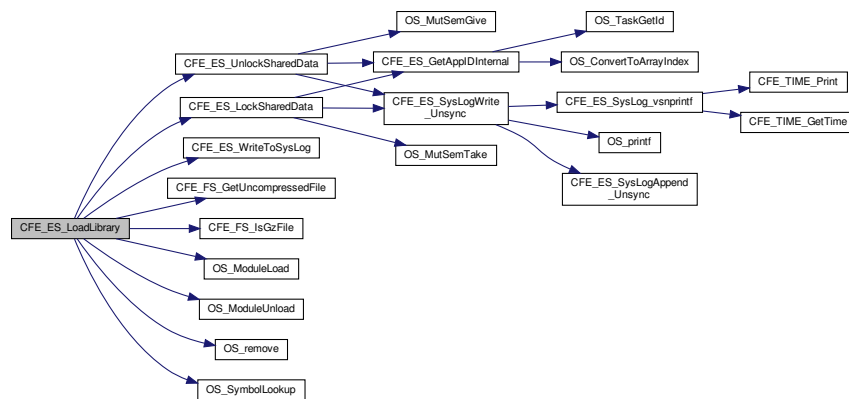 OS_MutSemGive
OS_TaskGetId
CFE_ES_UnlockSharedData
CFE_ES_GetAppIDInternal
OS_ConvertToArrayIndex
CFE_TIME_Print
CFE_ES_LockSharedData
CFE_ES_SysLogWrite
_Unsync
CFE_ES_SysLog_vsnprintf
CFE_TIME_GetTime
OS_printf
CFE_ES_WriteToSysLog
OS_MutSemTake
CFE_ES_SysLogAppend
_Unsync
CFE_FS_GetUncompressedFile
CFE_ES_LoadLibrary
CFE_FS_IsGzFile
OS_ModuleLoad
OS_ModuleUnload
OS_remove
OS_SymbolLookup